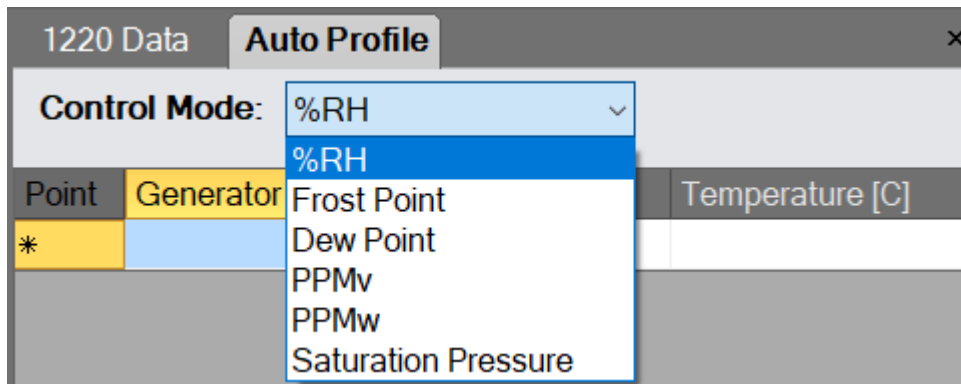 1220 Data Auto Profile ×
Control Mode: %RH
%RH
Point Generator Temperature [C]
Frost Point
* Dew Point
PPMv
PPMw
Saturation Pressure